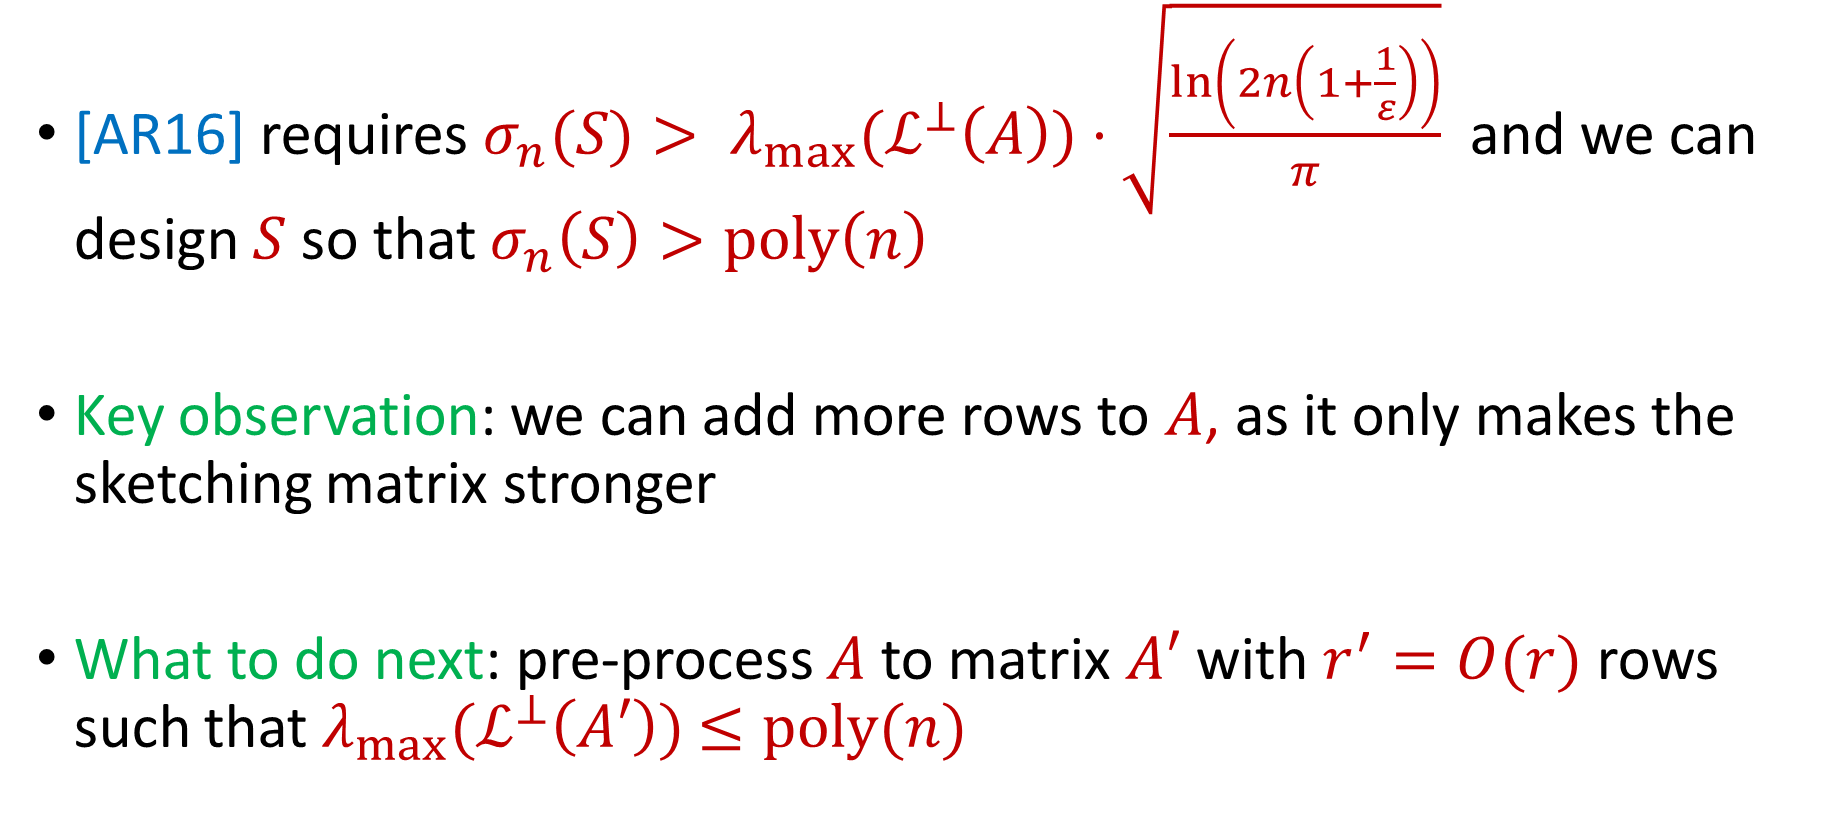 • [AR16] requires σₙ(S) > λ_max(ℒ^⊥(A)) · √(ln(2n(1+1/ε))/π) and we can
design S so that σₙ(S) > poly(n)
• Key observation: we can add more rows to A, as it only makes the
sketching matrix stronger
• What to do next: pre-process A to matrix A′ with r′ = O(r) rows
such that λ_max(ℒ^⊥(A′)) ≤ poly(n)